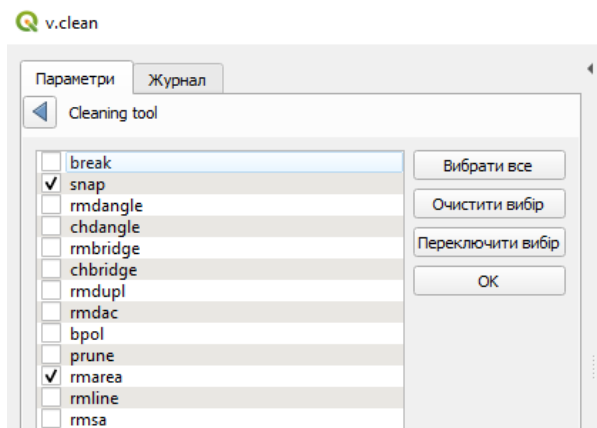 v.clean
Параметри
Журнал
Cleaning tool
break
snap
rmdangle
chdangle
rmbridge
chbridge
rmdupl
rmdac
bpol
prune
rmarea
rmline
rmsa
Вибрати все
Очистити вибір
Переключити вибір
OK